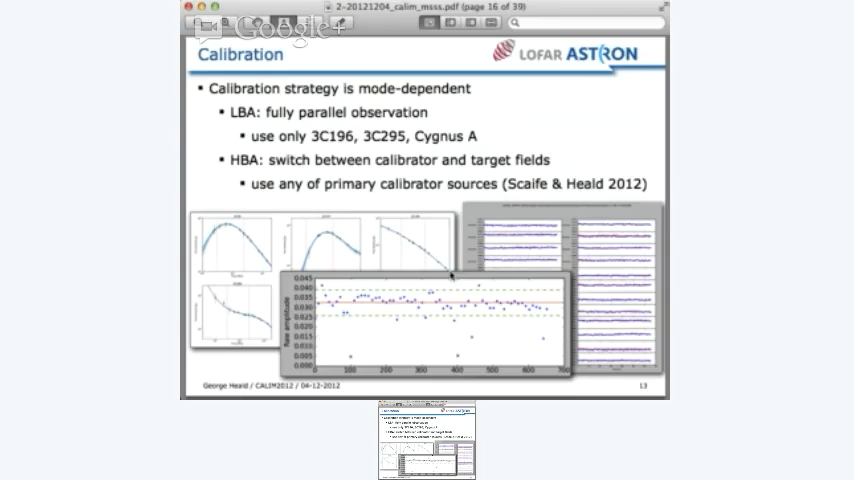 2-20121204_calim_msss.pdf (page 16 of 39)
Google+
Calibration
LOFAR ASTRON
Calibration strategy is mode-dependent
LBA: fully parallel observation
use only 3C196, 3C295, Cygnus A
HBA: switch between calibrator and target fields
use any of primary calibrator sources (Scaife & Heald 2012)
0.045
0.040
0.035
0.030
0.025
0.020
0.015
0.010
0.005
0.000
Raw amplitude
0 100 200 300 400 500 600 700
George Heald / CALIM2012 / 04-12-2012
13